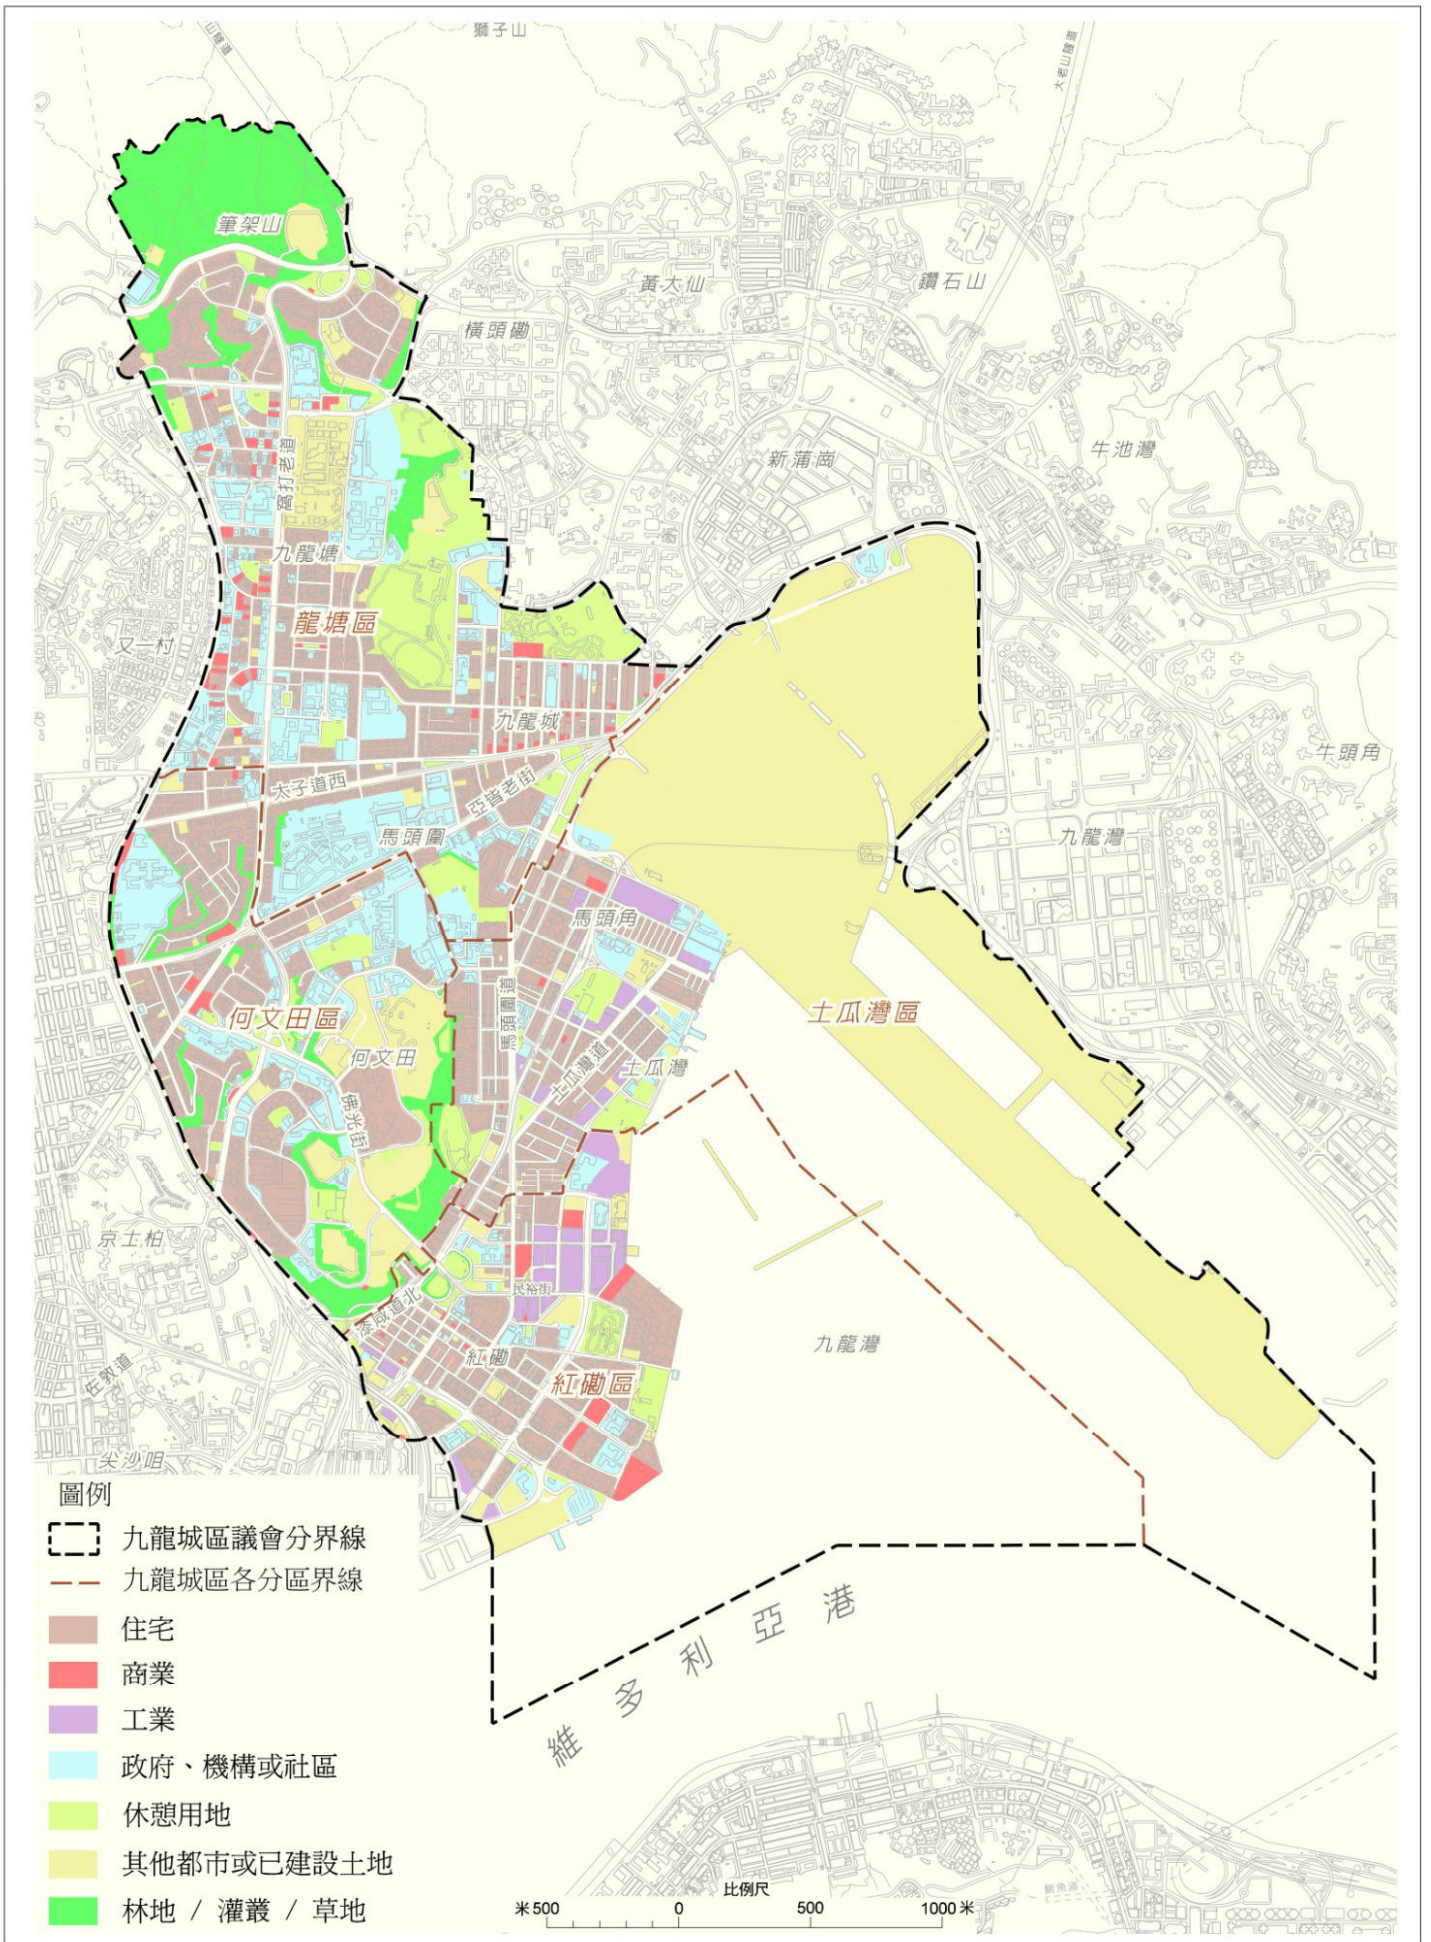 獅子山
大老山隧道
山隧道
筆架山
黃大仙
鑽石山
橫頭磡
牛池灣
新蒲崗
窩打老道
九龍塘
龍塘區
又一村
九龍城
牛頭角
太子道西
亞皆老街
馬頭圍
九龍灣
馬頭角
何文田區
馬頭圍道
土瓜灣區
何文田
土瓜灣道
土瓜灣
佛光街
京士柏
民裕街
漆咸道北
紅磡
九龍灣
佐敦道
紅磡區
尖沙咀
圖例
九龍城區議會分界線
九龍城區各分區界線
住宅
商業
工業
政府、機構或社區
休憩用地
其他都市或已建設土地
林地 / 灌叢 / 草地
維多利亞港
比例尺
米 500 0 500 1000 米